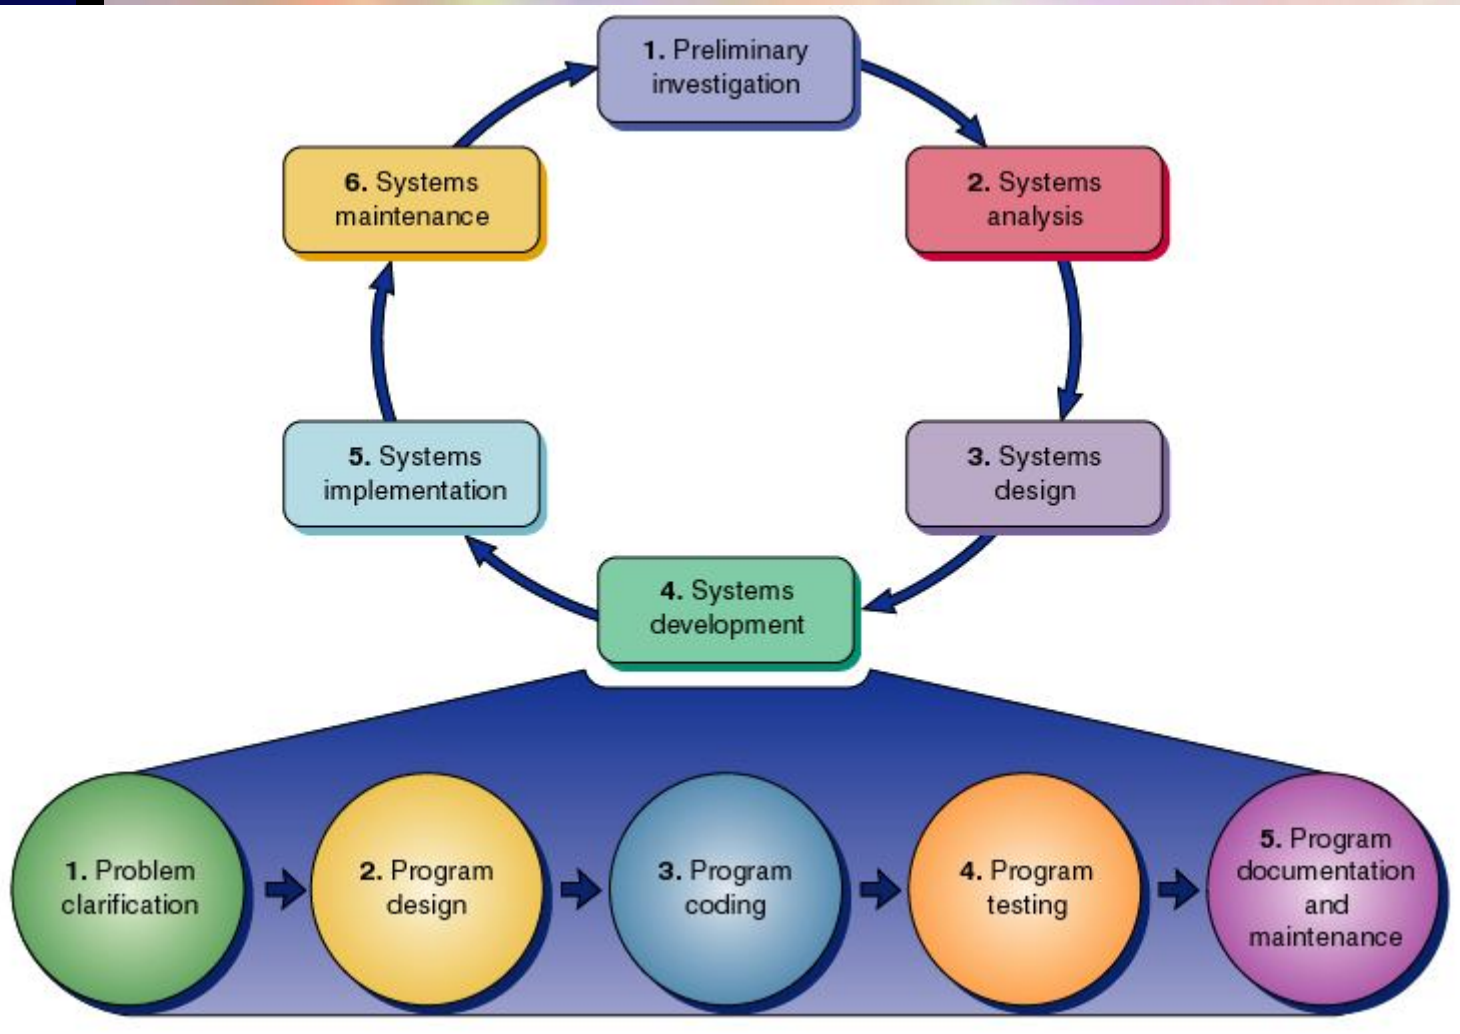 1. Preliminary
investigation
2. Systems
analysis
3. Systems
design
4. Systems
development
5. Systems
implementation
6. Systems
maintenance
1. Problem
clarification
2. Program
design
3. Program
coding
4. Program
testing
5. Program
documentation
and
maintenance